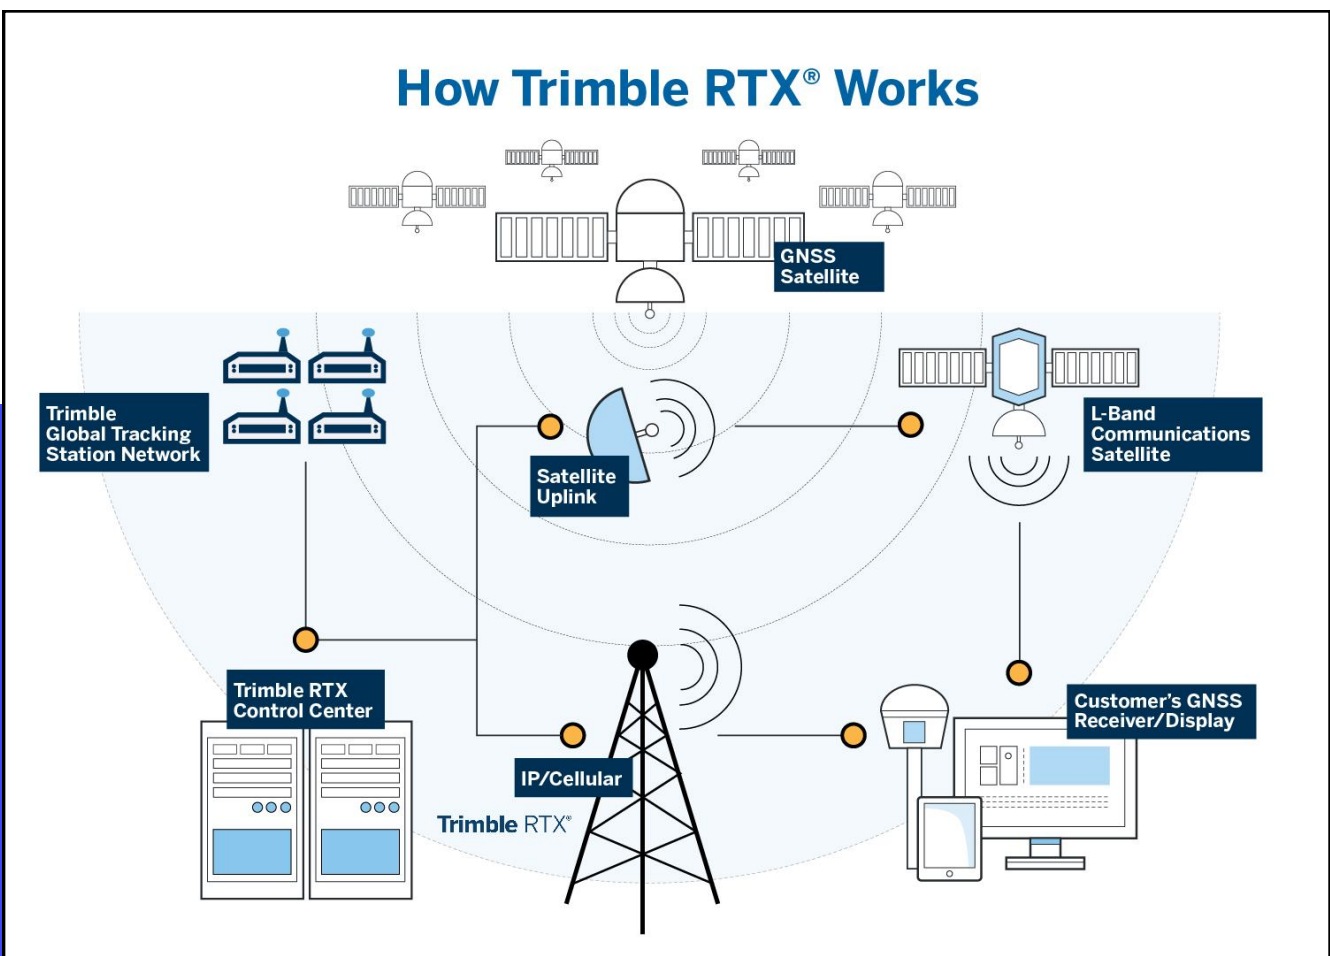 How Trimble RTX® Works
GNSS
Satellite
Trimble
Global Tracking
Station Network
Satellite
Uplink
L-Band
Communications
Satellite
Trimble RTX
Control Center
Customer's GNSS
Receiver/Display
IP/Cellular
Trimble RTX®